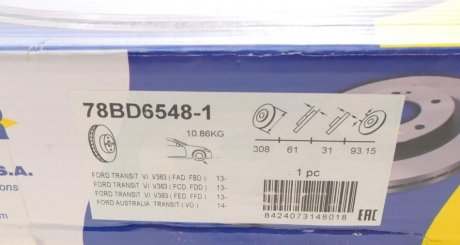 78BD6548-1
10.86KG
308 61 31 93.15
1 pc
FORD TRANSIT VI V363 ( FAD. FBD ) 13-
FORD TRANSIT VI V363 ( FCD. FDD ) 13-
FORD TRANSIT VI V363 ( FED. FFD ) 13-
FORD AUSTRALIA TRANSIT ( VO ) 14-
8424073148018
EAC
R
S.A.
tions
m